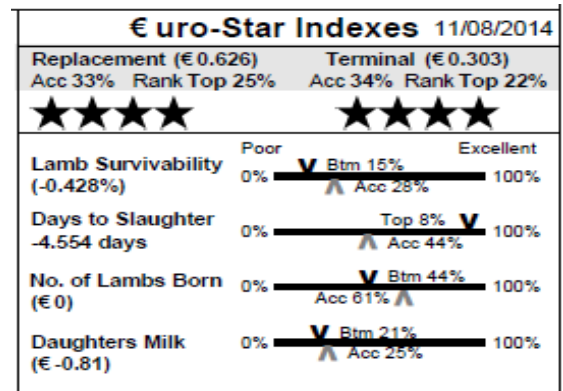 €uro-Star Indexes 11/08/2014
Replacement (€0.626) Terminal (€0.303)
Acc 33% Rank Top 25% Acc 34% Rank Top 22%
Poor Excellent
Lamb Survivability 0% Btm 15% 100%
(-0.428%) Acc 28%
Days to Slaughter 0% Top 8% 100%
-4.554 days Acc 44%
No. of Lambs Born 0% Btm 44% 100%
(€0) Acc 61%
Daughters Milk 0% Btm 21% 100%
(€-0.81) Acc 25%